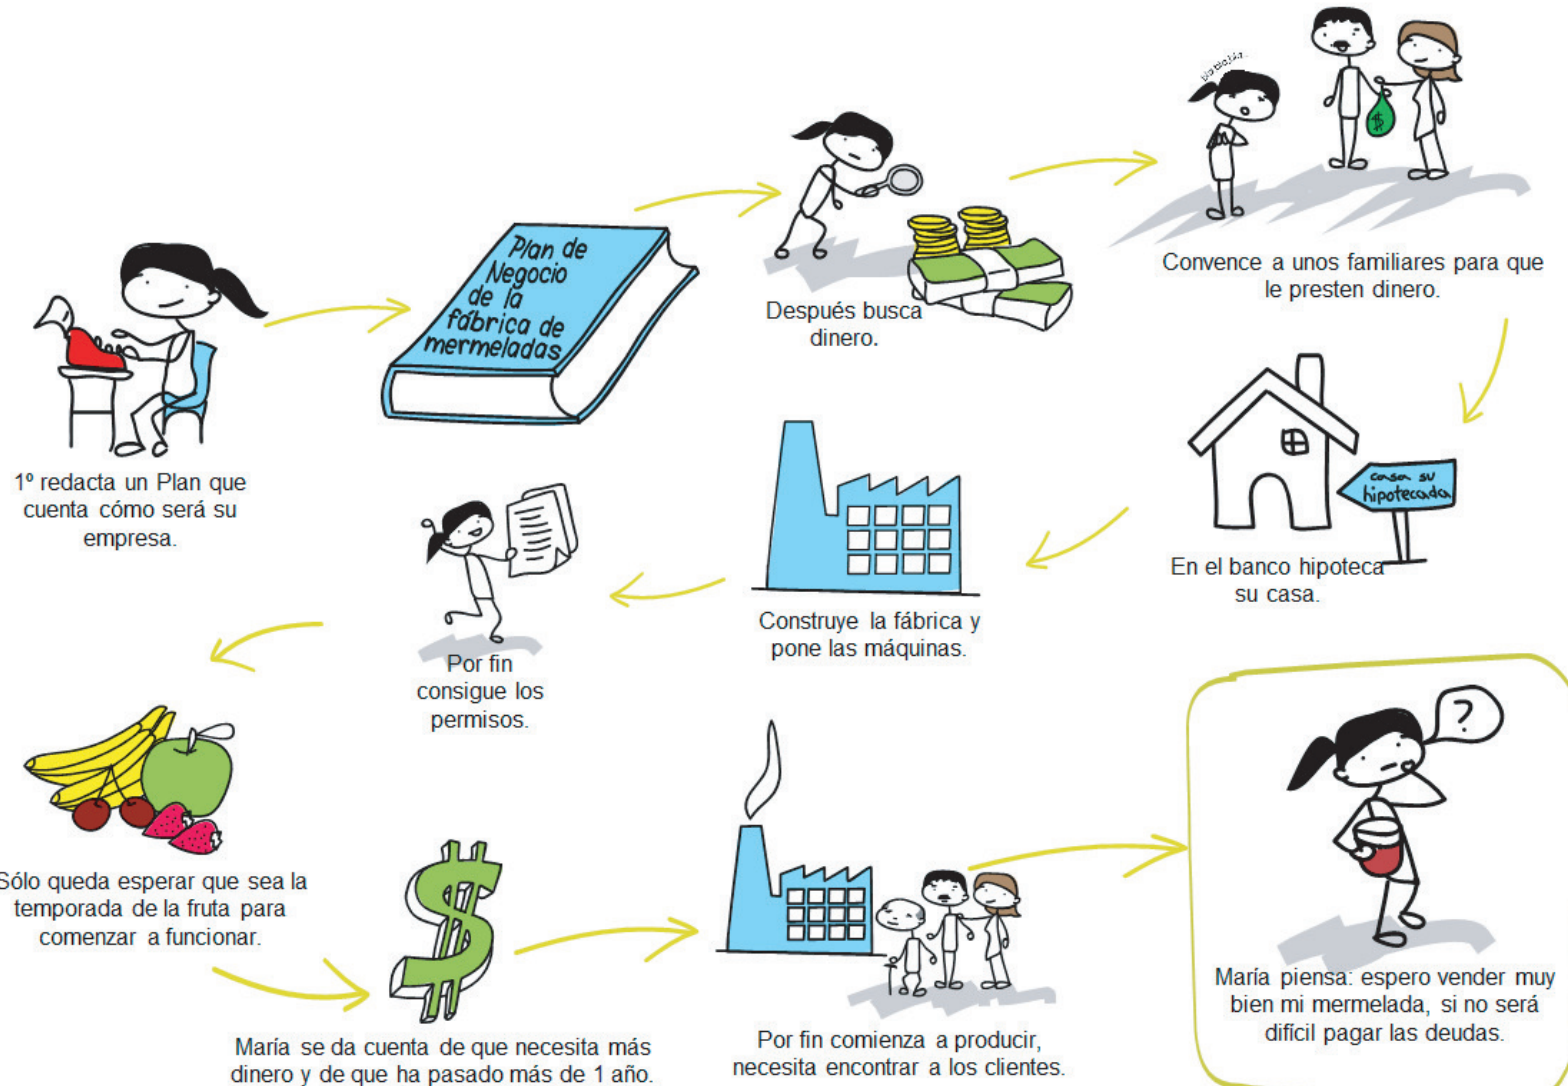 1º redacta un Plan que
cuenta cómo será su
empresa.
Plan de
Negocio
de la
fábrica de
mermeladas
Después busca
dinero.
bla bla bla...
Convence a unos familiares para que
le presten dinero.
casa su
hipotecada
En el banco hipoteca
su casa.
Construye la fábrica y
pone las máquinas.
Por fin
consigue los
permisos.
Sólo queda esperar que sea la
temporada de la fruta para
comenzar a funcionar.
$
María se da cuenta de que necesita más
dinero y de que ha pasado más de 1 año.
Por fin comienza a producir,
necesita encontrar a los clientes.
?
María piensa: espero vender muy
bien mi mermelada, si no será
difícil pagar las deudas.